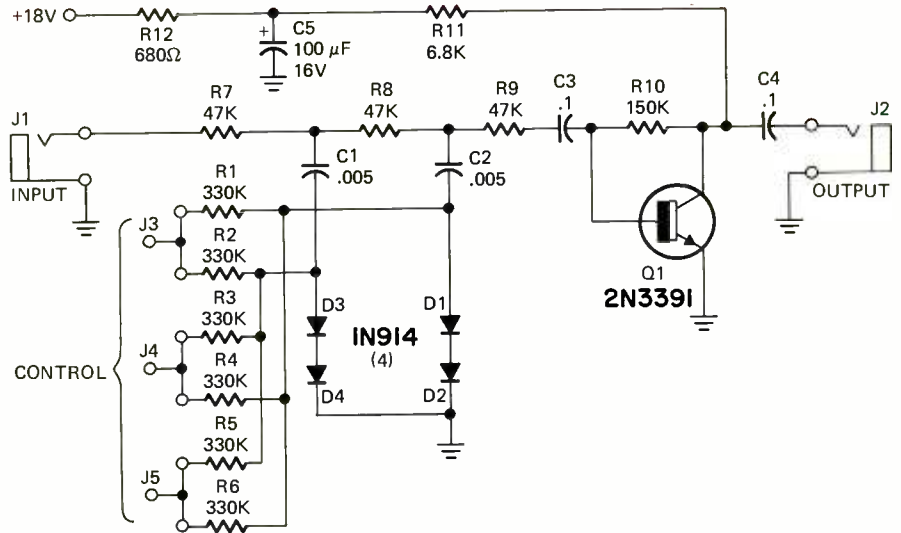 +18V
R12
680Ω
+
C5
100 µF
16V
R11
6.8K
J1
INPUT
R7
47K
R8
47K
R9
47K
C3
.1
R10
150K
C4
.1
J2
OUTPUT
C1
.005
C2
.005
R1
330K
J3
R2
330K
R3
330K
CONTROL
J4
R4
330K
R5
330K
J5
R6
330K
D3
D1
1N914
(4)
D4
D2
Q1
2N3391